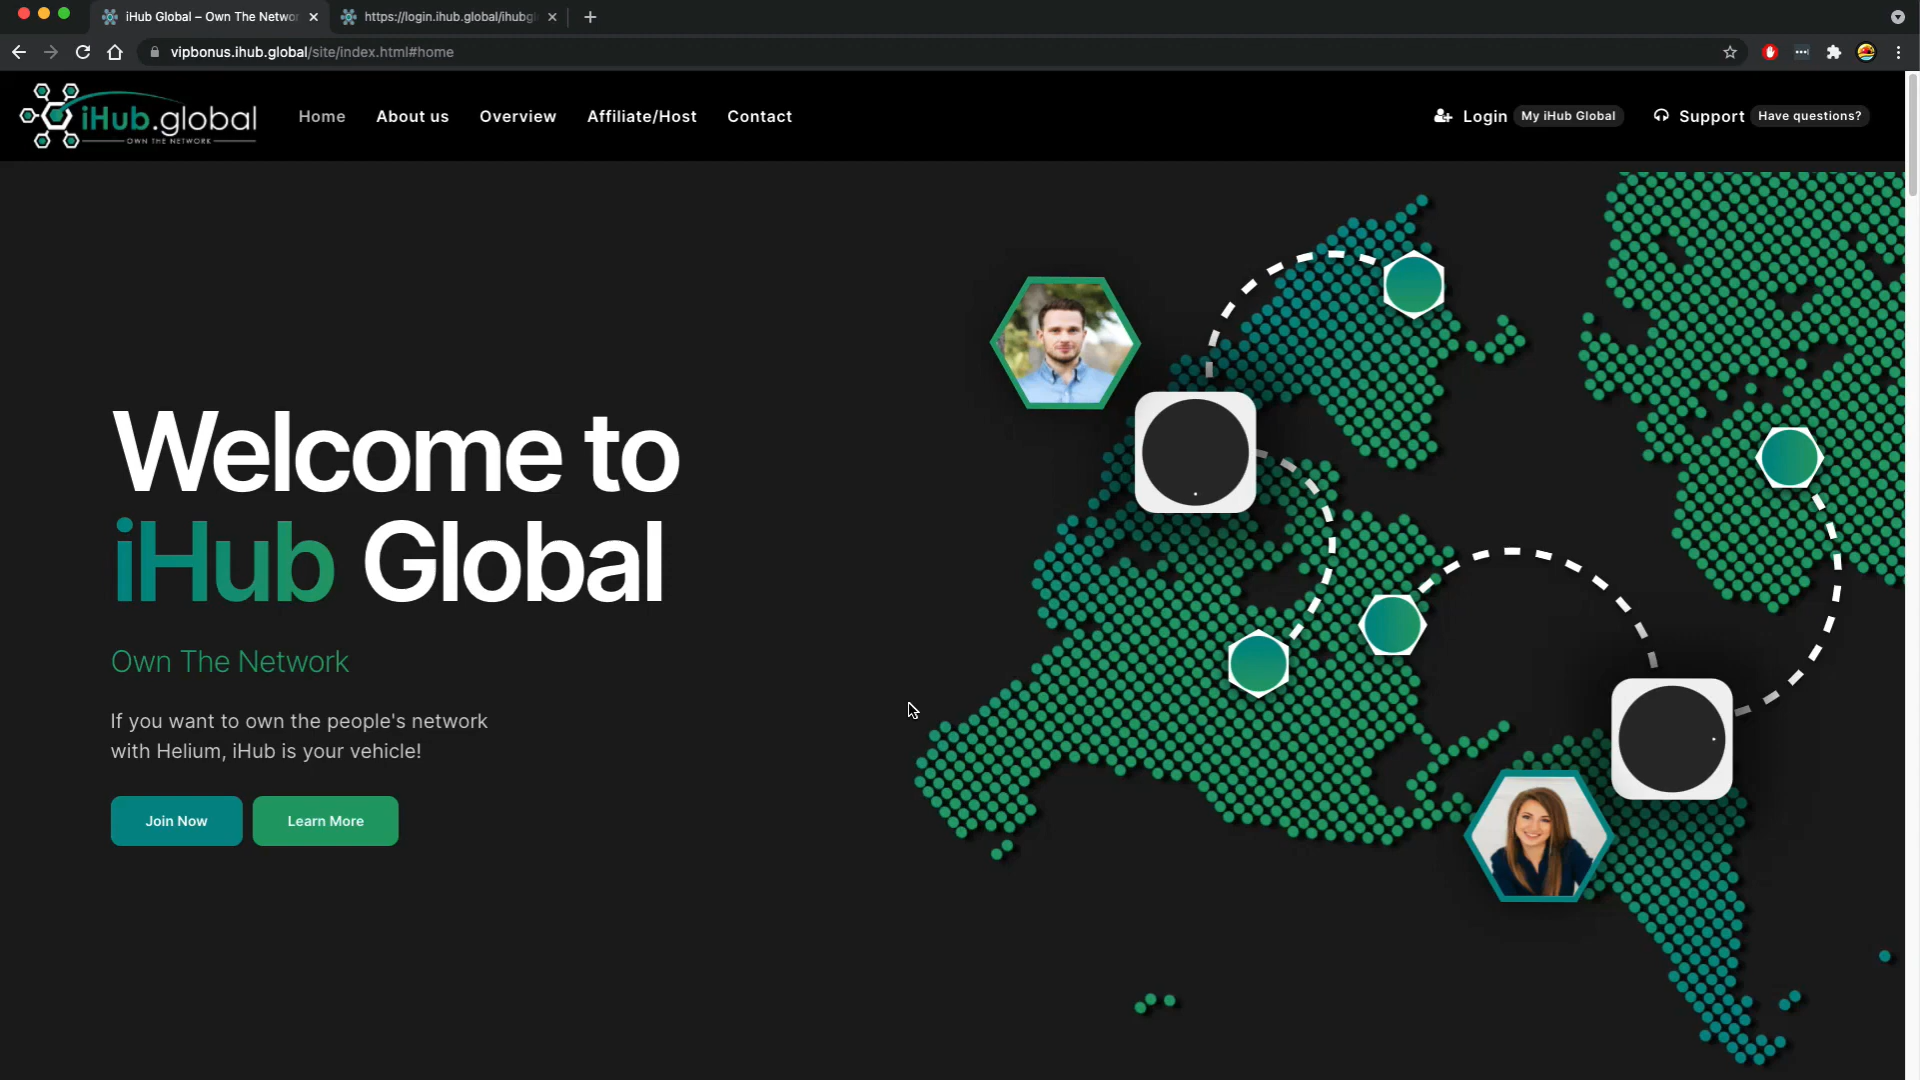 iHub Global – Own The Networ
https://login.ihub.global/ihubgl
vipbonus.ihub.global/site/index.html#home
iHub.global
OWN THE NETWORK
Home
About us
Overview
Affiliate/Host
Contact
Login
My iHub Global
Support
Have questions?
Welcome to
iHub Global
Own The Network
If you want to own the people's network
with Helium, iHub is your vehicle!
Join Now
Learn More